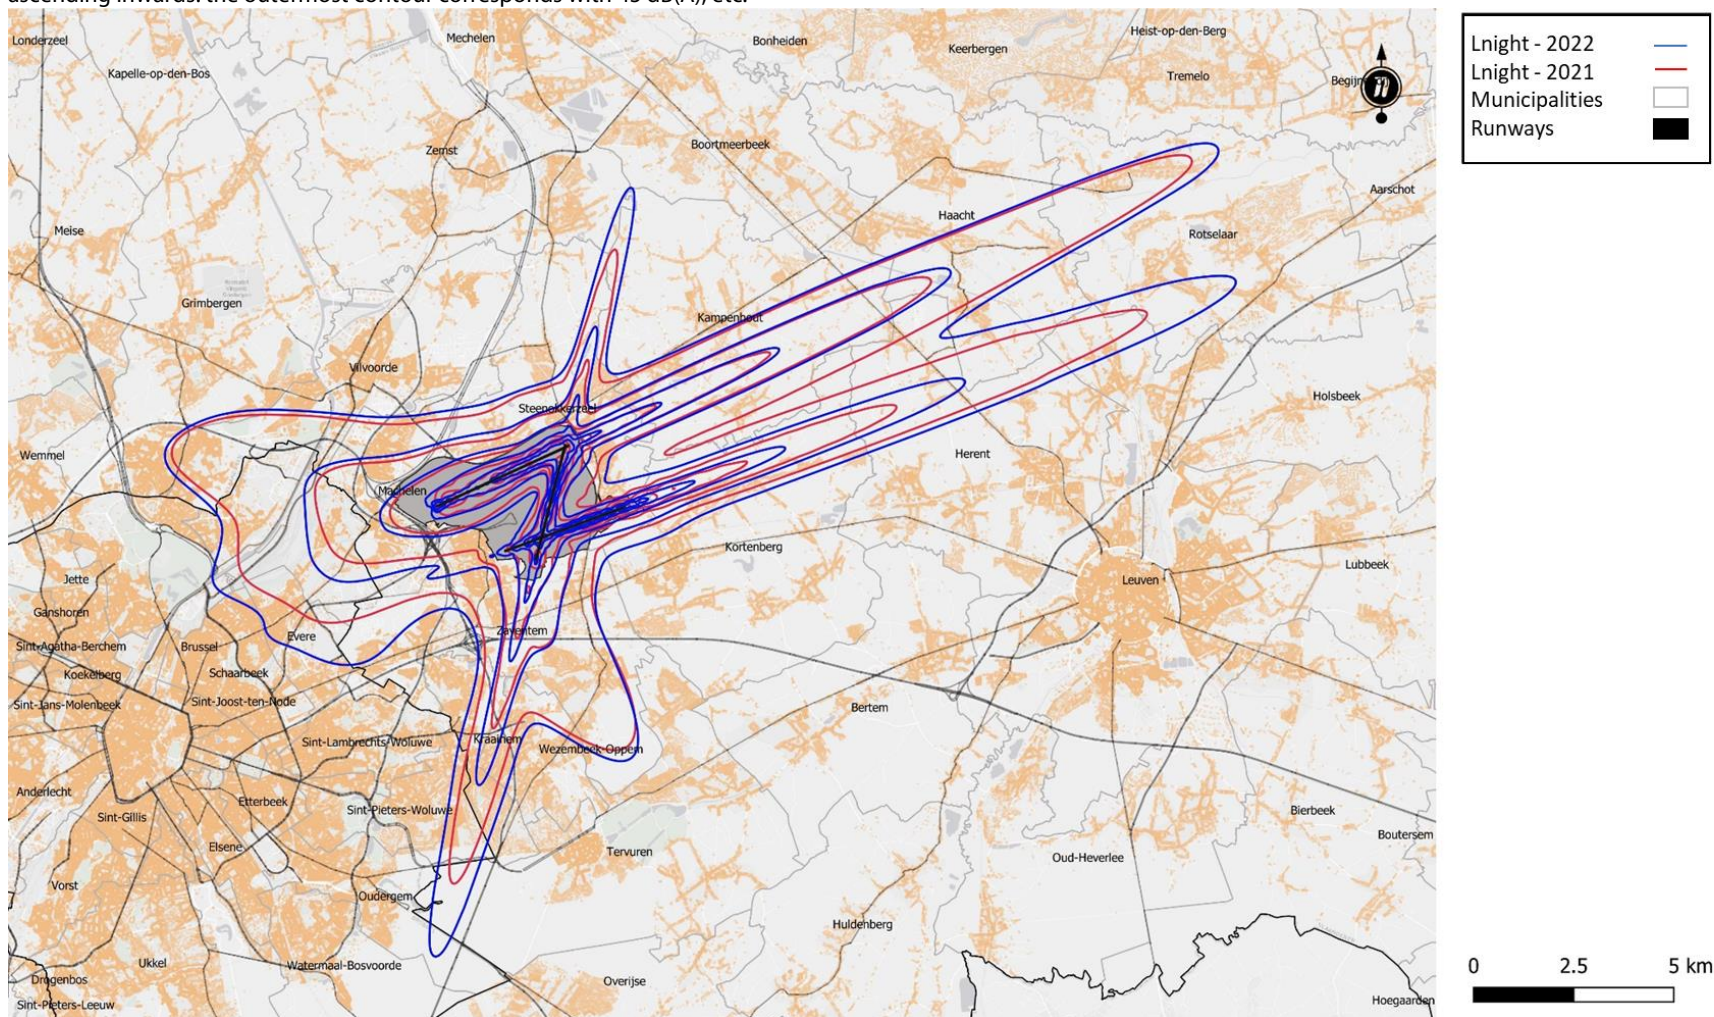 ascending inwards: the outermost contour corresponds with 45 dB(A), etc.
Lnight - 2022
Lnight - 2021
Municipalities
Runways
Londerzeel
Mechelen
Bonheiden
Keerbergen
Heist-op-den-Berg
Kapelle-op-den-Bos
Tremelo
Zemst
Boortmeerbeek
Aarschot
Haacht
Meise
Rotselaar
Grimbergen
Kampenhout
Vilvoorde
Holsbeek
Steenokkerzeel
Wemmel
Herent
Machelen
Kortenberg
Lubbeek
Jette
Leuven
Ganshoren
Zaventem
Evere
Sint-Agatha-Berchem
Brussel
Koekelberg
Schaarbeek
Sint-Jans-Molenbeek
Sint-Joost-ten-Node
Bertem
Sint-Lambrechts-Woluwe
Kraainem
Wezembeek-Oppem
Anderlecht
Etterbeek
Sint-Pieters-Woluwe
Bierbeek
Sint-Gillis
Boutersem
Elsene
Tervuren
Oud-Heverlee
Vorst
Oudergem
Huldenberg
Ukkel
Watermaal-Bosvoorde
Drogenbos
Overijse
Sint-Pieters-Leeuw
Hoegaarden
0 2.5 5 km